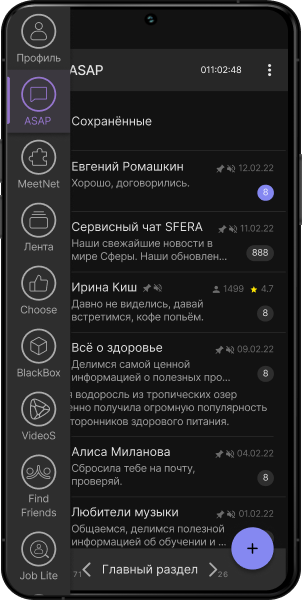 Профиль
ASAP
MeetNet
Лента
Choose
BlackBox
VideoS
Find
Friends
Job Lite
ASAP
011:02:48
Сохранённые
Евгений Ромашкин
12.02.22
Хорошо, договорились.
8
Сервисный чат SFERA
11.02.22
Наши свежайшие новости в
мире Сферы. Наши обновлен...
888
Ирина Киш
1499
4.7
Давно не виделись, давай
встретимся, кофе попьём.
8
Всё о здоровье
09.02.22
Делимся самой ценной
информацией о полезных про...
8
водоросль из тропических озер
енно получила огромную популярность
торонников здорового питания.
Алиса Миланова
04.02.22
Сбросила тебе на почту,
проверяй.
8
Любители музыки
01.02.22
Общаемся, делимся полезной
информацией об обучении и ...
+
71
Главный раздел
26